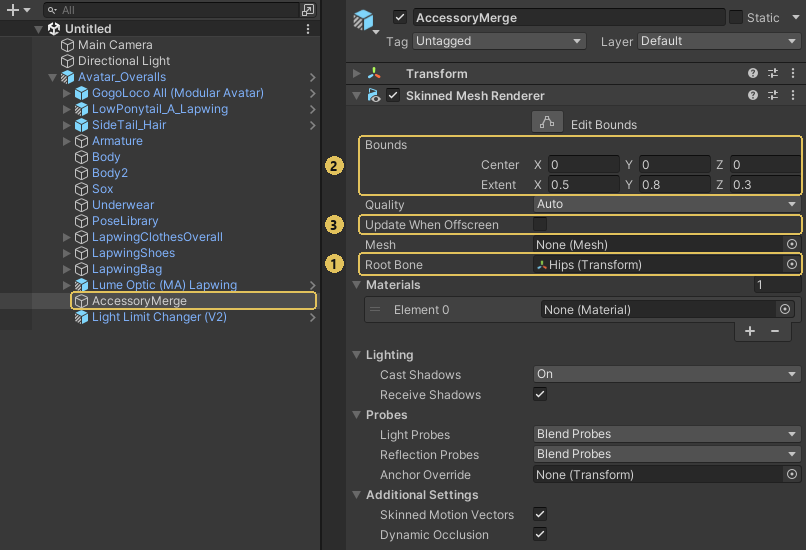 All
Untitled
Main Camera
Directional Light
Avatar_Overalls
GogoLoco All (Modular Avatar)
LowPonytail_A_Lapwing
SideTail_Hair
Armature
Body
Body2
Sox
Underwear
PoseLibrary
LapwingClothesOverall
LapwingShoes
LapwingBag
Lume Optic (MA) Lapwing
AccessoryMerge
Light Limit Changer (V2)
AccessoryMerge Static
Tag Untagged Layer Default
Transform
Skinned Mesh Renderer
Edit Bounds
2
Bounds
Center X 0 Y 0 Z 0
Extent X 0.5 Y 0.8 Z 0.3
Quality Auto
3 Update When Offscreen
Mesh None (Mesh)
1 Root Bone Hips (Transform)
Materials 1
Element 0 None (Material)
+ −
Lighting
Cast Shadows On
Receive Shadows
Probes
Light Probes Blend Probes
Reflection Probes Blend Probes
Anchor Override None (Transform)
Additional Settings
Skinned Motion Vectors
Dynamic Occlusion